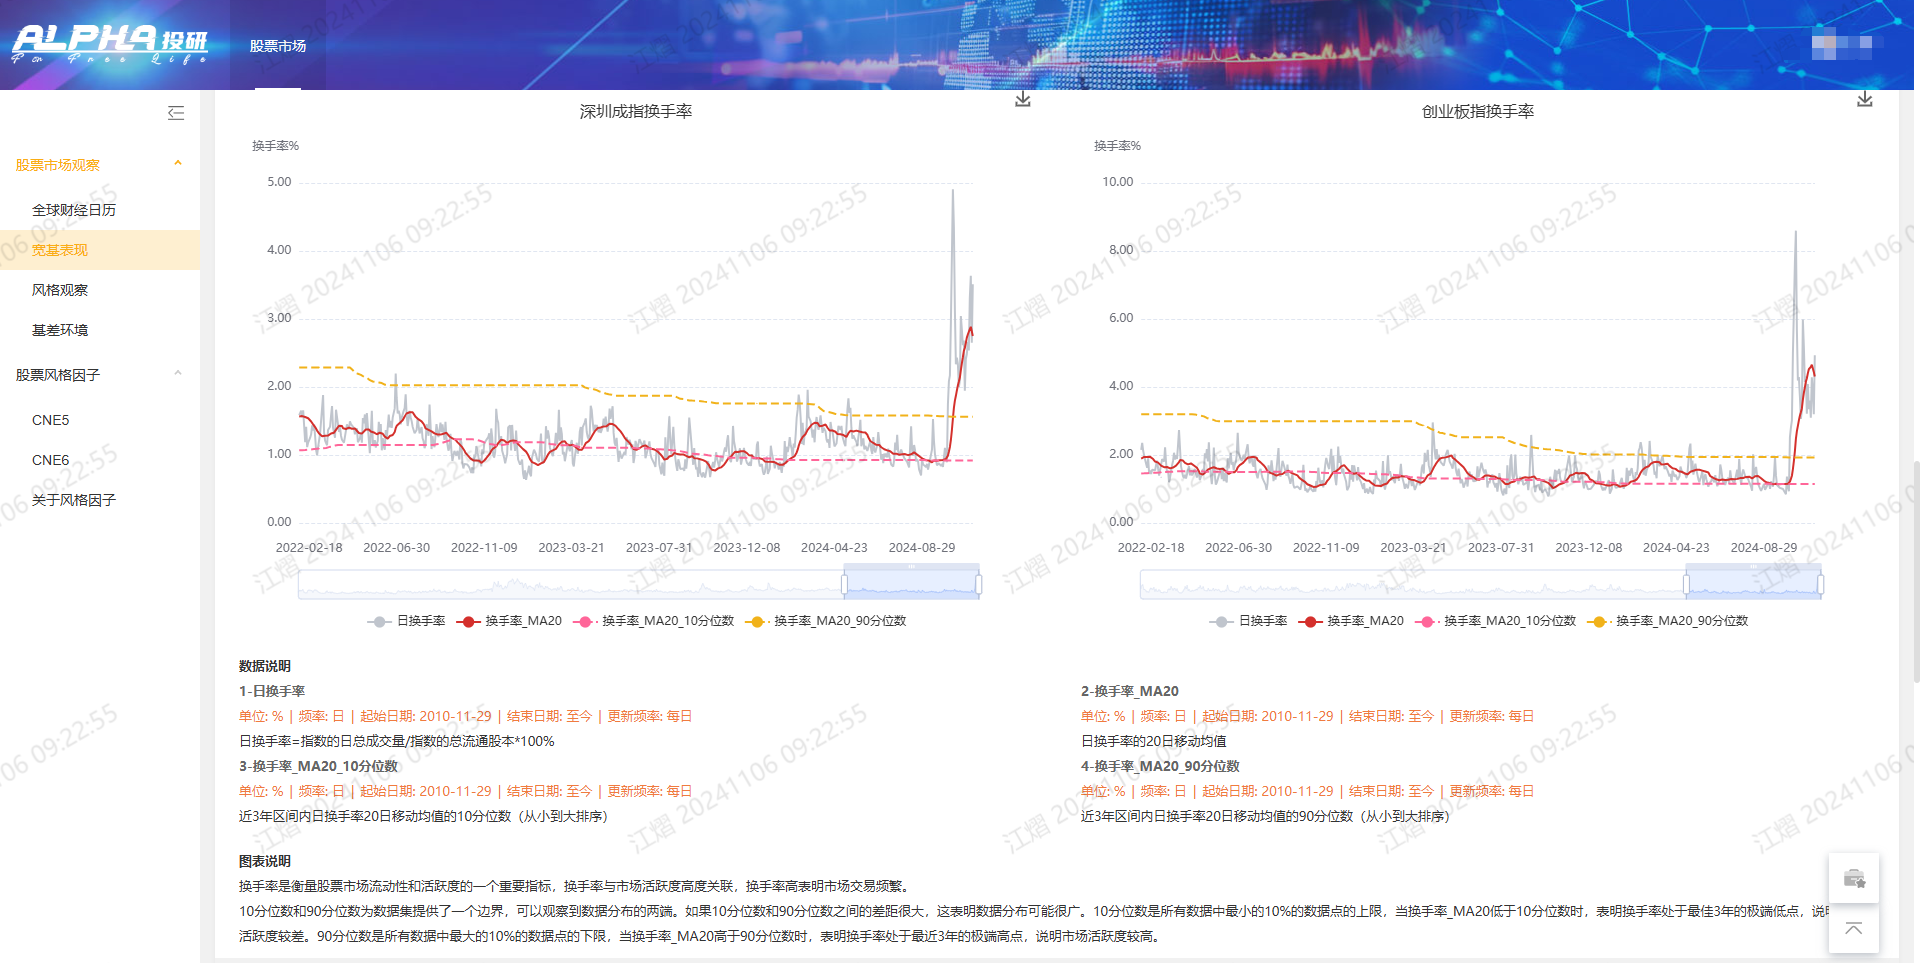 ALPHA投研
For Free Life
股票市场
股票市场观察
全球财经日历
宽基表现
风格观察
基差环境
股票风格因子
CNE5
CNE6
关于风格因子
深圳成指换手率
换手率%
5.00
4.00
3.00
2.00
1.00
0.00
2022-02-18 2022-06-30 2022-11-09 2023-03-21 2023-07-31 2023-12-08 2024-04-23 2024-08-29
日换手率 换手率_MA20 换手率_MA20_10分位数 换手率_MA20_90分位数
创业板指换手率
换手率%
10.00
8.00
6.00
4.00
2.00
0.00
2022-02-18 2022-06-30 2022-11-09 2023-03-21 2023-07-31 2023-12-08 2024-04-23 2024-08-29
日换手率 换手率_MA20 换手率_MA20_10分位数 换手率_MA20_90分位数
数据说明
1-日换手率
单位: % | 频率: 日 | 起始日期: 2010-11-29 | 结束日期: 至今 | 更新频率: 每日
日换手率=指数的日总成交量/指数的总流通股本*100%
2-换手率_MA20
单位: % | 频率: 日 | 起始日期: 2010-11-29 | 结束日期: 至今 | 更新频率: 每日
日换手率的20日移动均值
3-换手率_MA20_10分位数
单位: % | 频率: 日 | 起始日期: 2010-11-29 | 结束日期: 至今 | 更新频率: 每日
近3年区间内日换手率20日移动均值的10分位数（从小到大排序）
4-换手率_MA20_90分位数
单位: % | 频率: 日 | 起始日期: 2010-11-29 | 结束日期: 至今 | 更新频率: 每日
近3年区间内日换手率20日移动均值的90分位数（从小到大排序）
图表说明
换手率是衡量股票市场流动性和活跃度的一个重要指标，换手率与市场活跃度高度关联，换手率高表明市场交易频繁。
10分位数和90分位数为数据集提供了一个边界，可以观察到数据分布的两端。如果10分位数和90分位数之间的差距很大，这表明数据分布可能很广。10分位数是所有数据中最小的10%的数据点的上限，当换手率_MA20低于10分位数时，表明换手率处于最佳3年的极端低点，说
活跃度较差。90分位数是所有数据中最大的10%的数据点的下限，当换手率_MA20高于90分位数时，表明换手率处于最近3年的极端高点，说明市场活跃度较高。
江熠 20241106 09:22:55